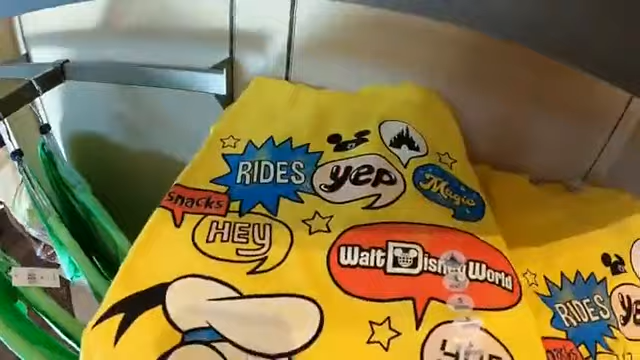 RIDES
yep
Magic
snacks
HEY
Walt Disney World
RIDES